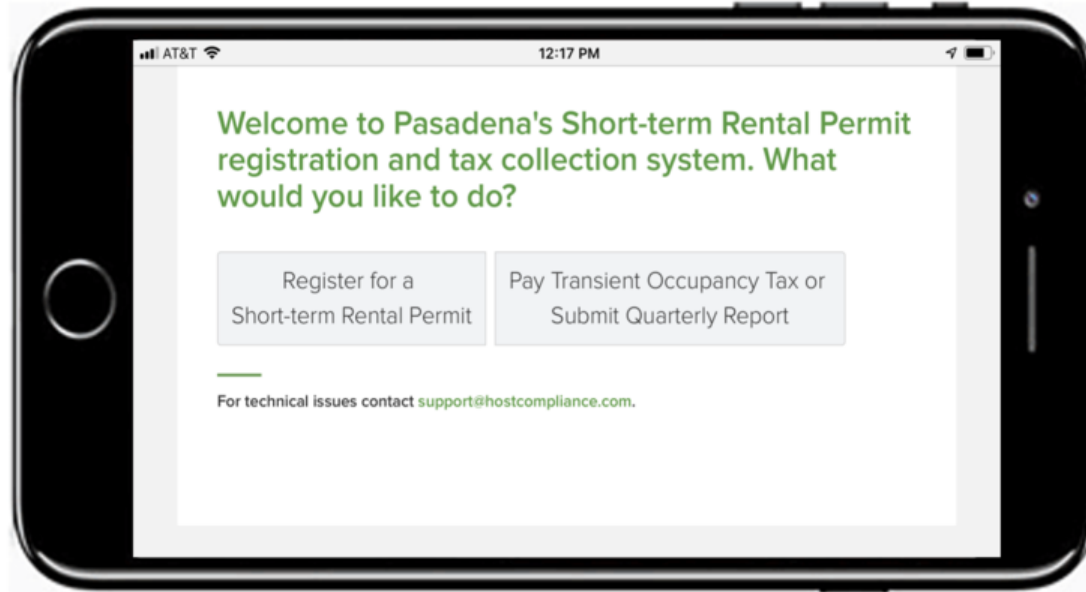 AT&T 12:17 PM
Welcome to Pasadena's Short-term Rental Permit
registration and tax collection system. What
would you like to do?
Register for a
Short-term Rental Permit
Pay Transient Occupancy Tax or
Submit Quarterly Report
For technical issues contact support@hostcompliance.com.